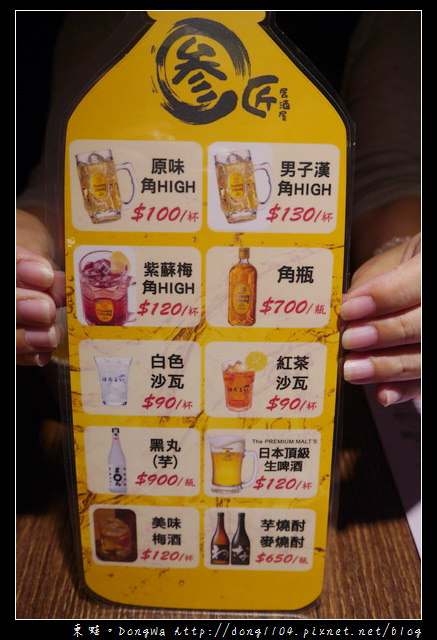 參匠
居酒屋
原味
角HIGH
$100/杯
男子漢
角HIGH
$130/杯
紫蘇梅
角HIGH
$120/杯
角瓶
$700/瓶
白色
沙瓦
$90/杯
紅茶
沙瓦
$90/杯
黑丸
(芋)
$900/瓶
The PREMIUM MALT'S
日本頂級
生啤酒
$120/杯
美味
梅酒
$120/杯
芋燒酎
麥燒酎
$650/瓶
東蛙。DongWa http://dong1104.pixnet.net/blog